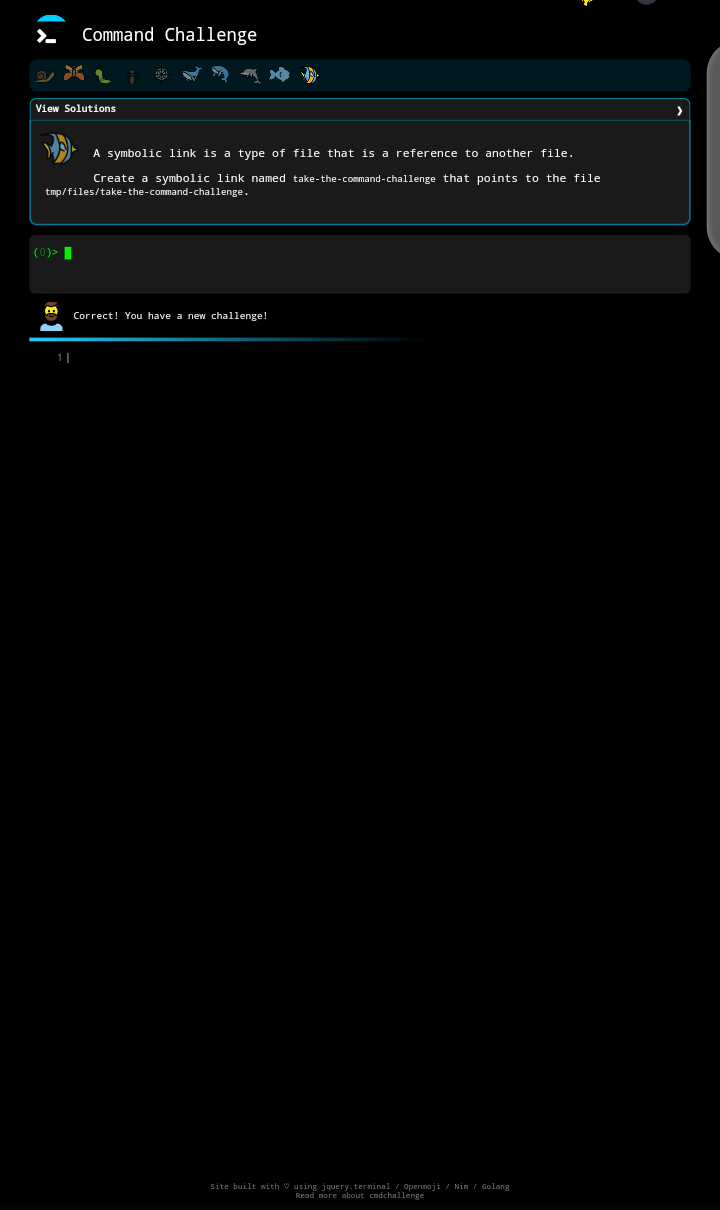 Command Challenge
View Solutions
A symbolic link is a type of file that is a reference to another file.
Create a symbolic link named take-the-command-challenge that points to the file
tmp/files/take-the-command-challenge.
(0)>
Correct! You have a new challenge!
1
Site built with ♡ using jquery.terminal / Openmoji / Nim / Golang
Read more about cmdchallenge